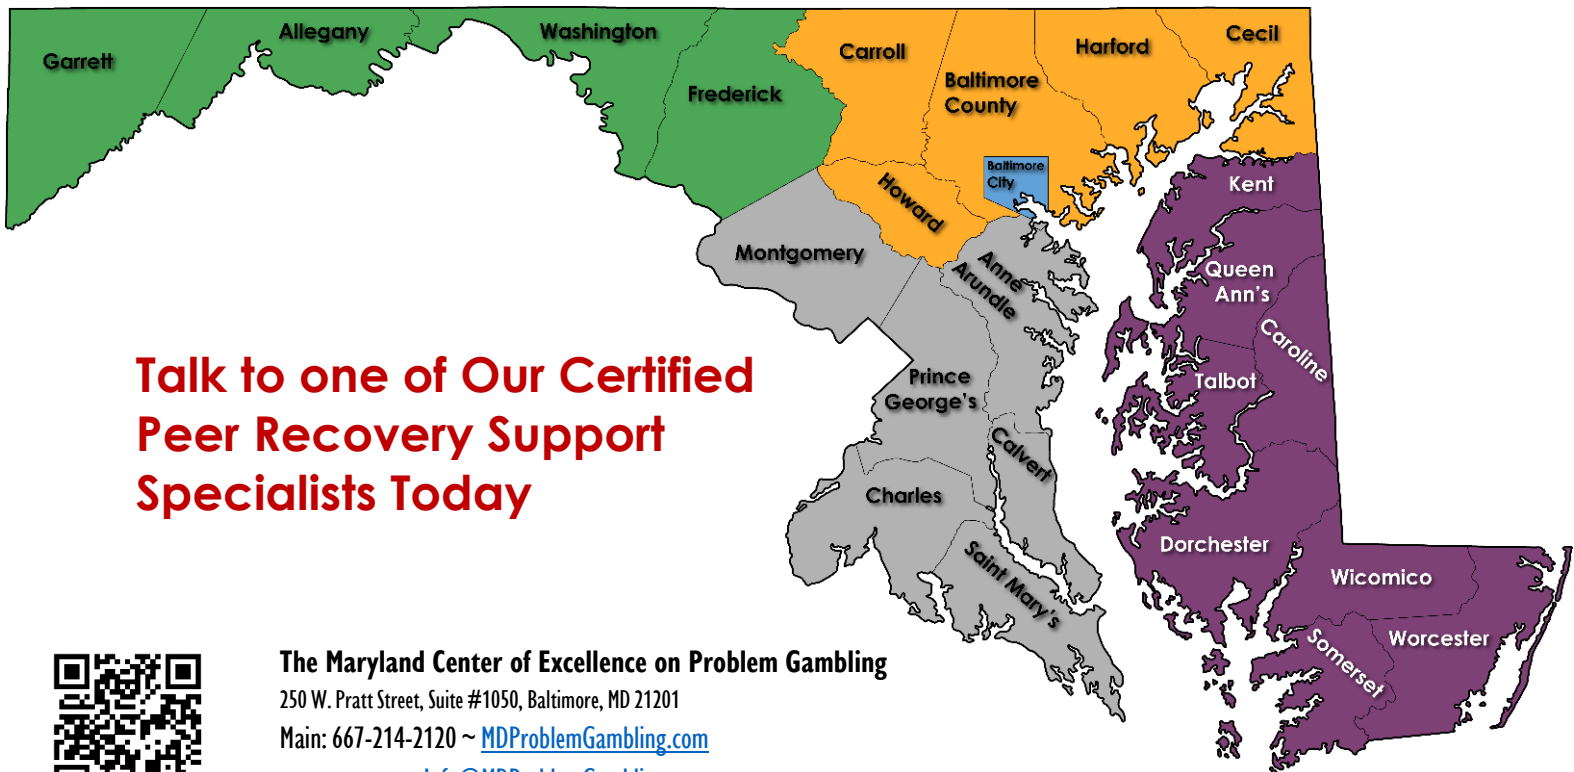 Garrett
Allegany
Washington
Frederick
Carroll
Baltimore
County
Harford
Cecil
Baltimore
City
Howard
Kent
Montgomery
Anne
Arundle
Queen
Ann's
Caroline
Talbot
Prince
George's
Calvert
Charles
Saint Mary's
Dorchester
Wicomico
Worcester
Somerset
Talk to one of Our Certified
Peer Recovery Support
Specialists Today
The Maryland Center of Excellence on Problem Gambling
250 W. Pratt Street, Suite #1050, Baltimore, MD 21201
Main: 667-214-2120 ~ MDProblemGambling.com